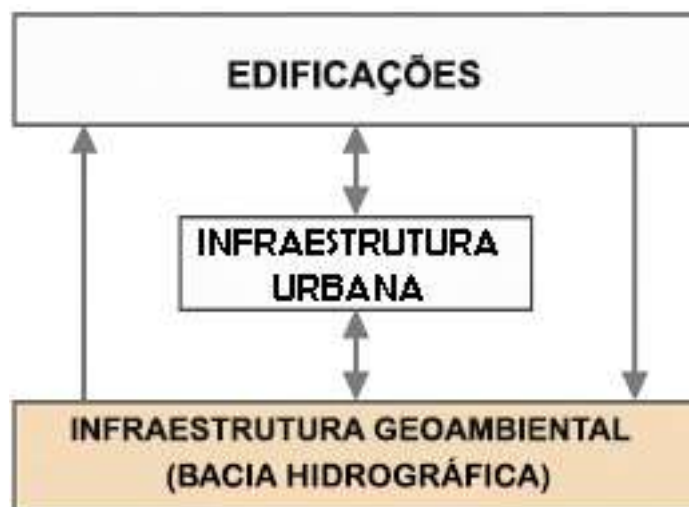 EDIFICAÇÕES
INFRAESTRUTURA
URBANA
INFRAESTRUTURA GEOAMBIENTAL
(BACIA HIDROGRÁFICA)